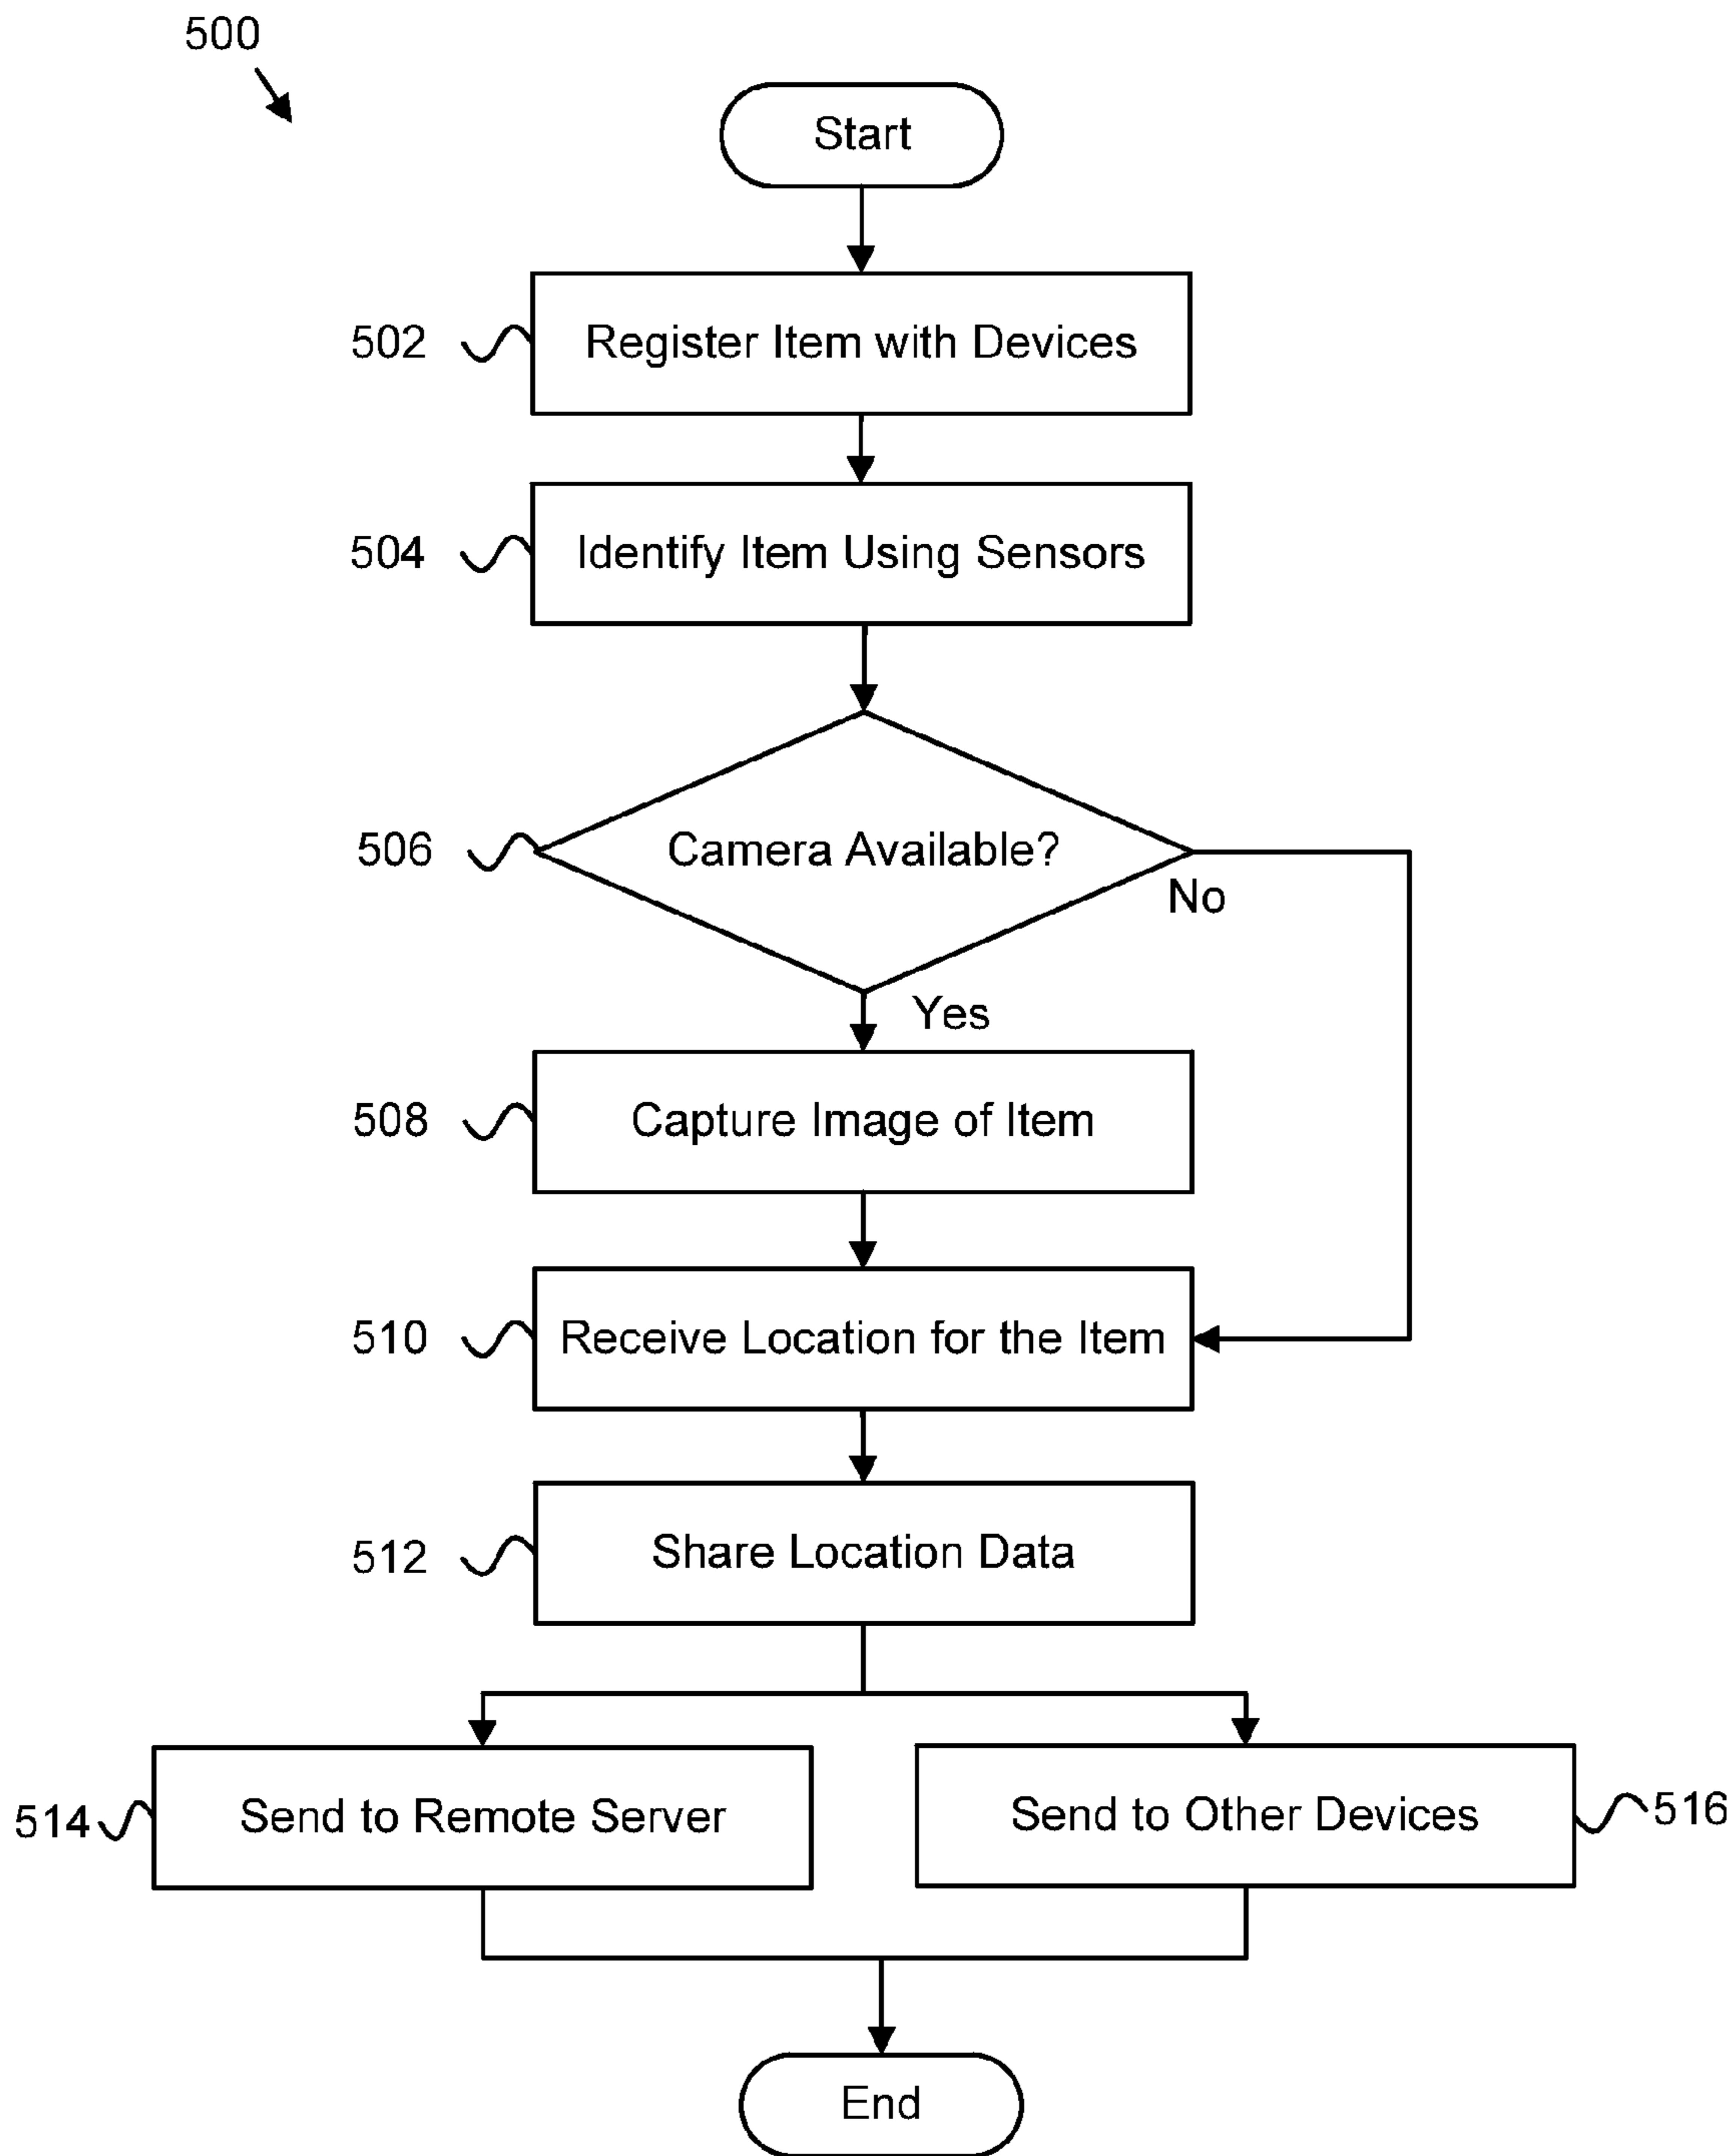 500
Start
502
Register Item with Devices
504
Identify Item Using Sensors
506
Camera Available?
No
Yes
508
Capture Image of Item
510
Receive Location for the Item
512
Share Location Data
514
Send to Remote Server
Send to Other Devices
516
End